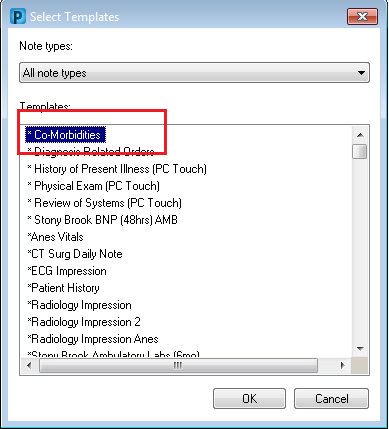 Select Templates
Note types:
All note types
Templates:
* Co-Morbidities
* Diagnosis Related Orders
* History of Present Illness (PC Touch)
* Physical Exam (PC Touch)
* Review of Systems (PC Touch)
* Stony Brook BNP (48hrs) AMB
*Anes Vitals
*CT Surg Daily Note
*ECG Impression
*Patient History
*Radiology Impression
*Radiology Impression 2
*Radiology Impression Anes
*Stony Brook Ambulatory Labs (6mo)
OK Cancel